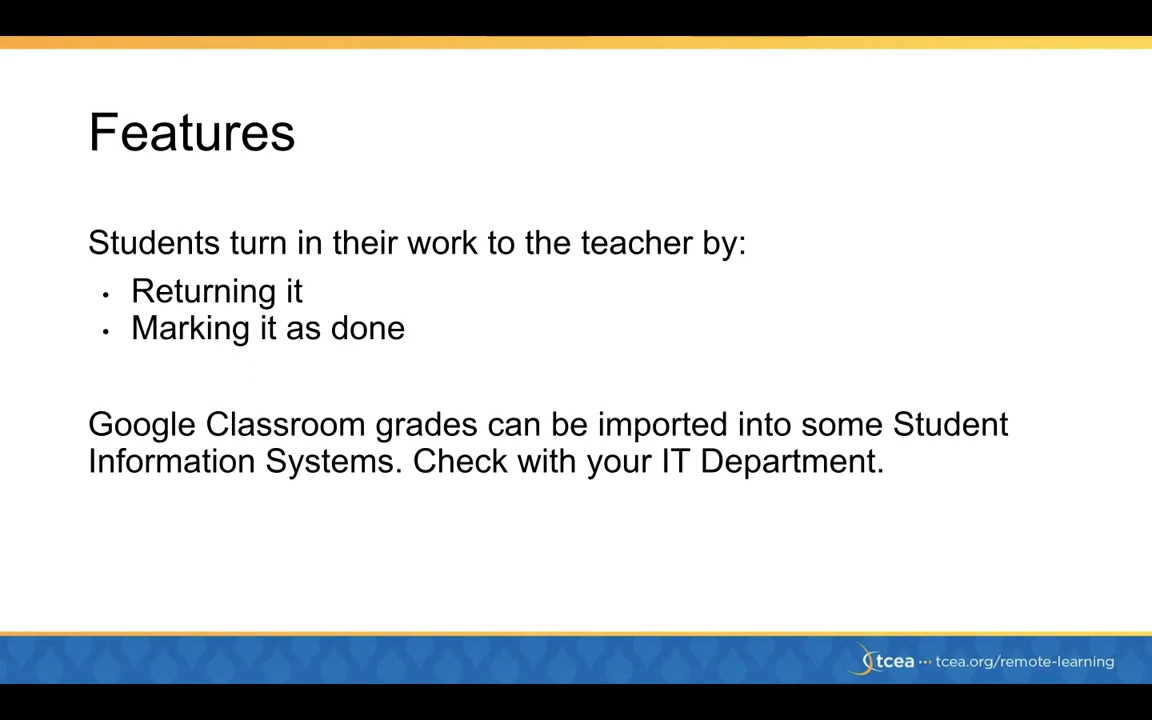 Features
Students turn in their work to the teacher by:
• Returning it
• Marking it as done
Google Classroom grades can be imported into some Student
Information Systems. Check with your IT Department.
tcea ••• tcea.org/remote-learning